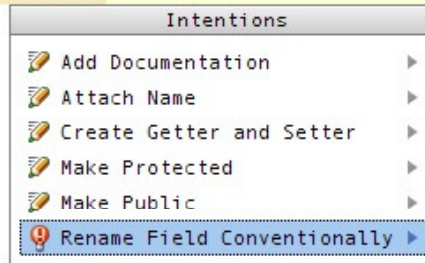 Intentions
Add Documentation
Attach Name
Create Getter and Setter
Make Protected
Make Public
Rename Field Conventionally